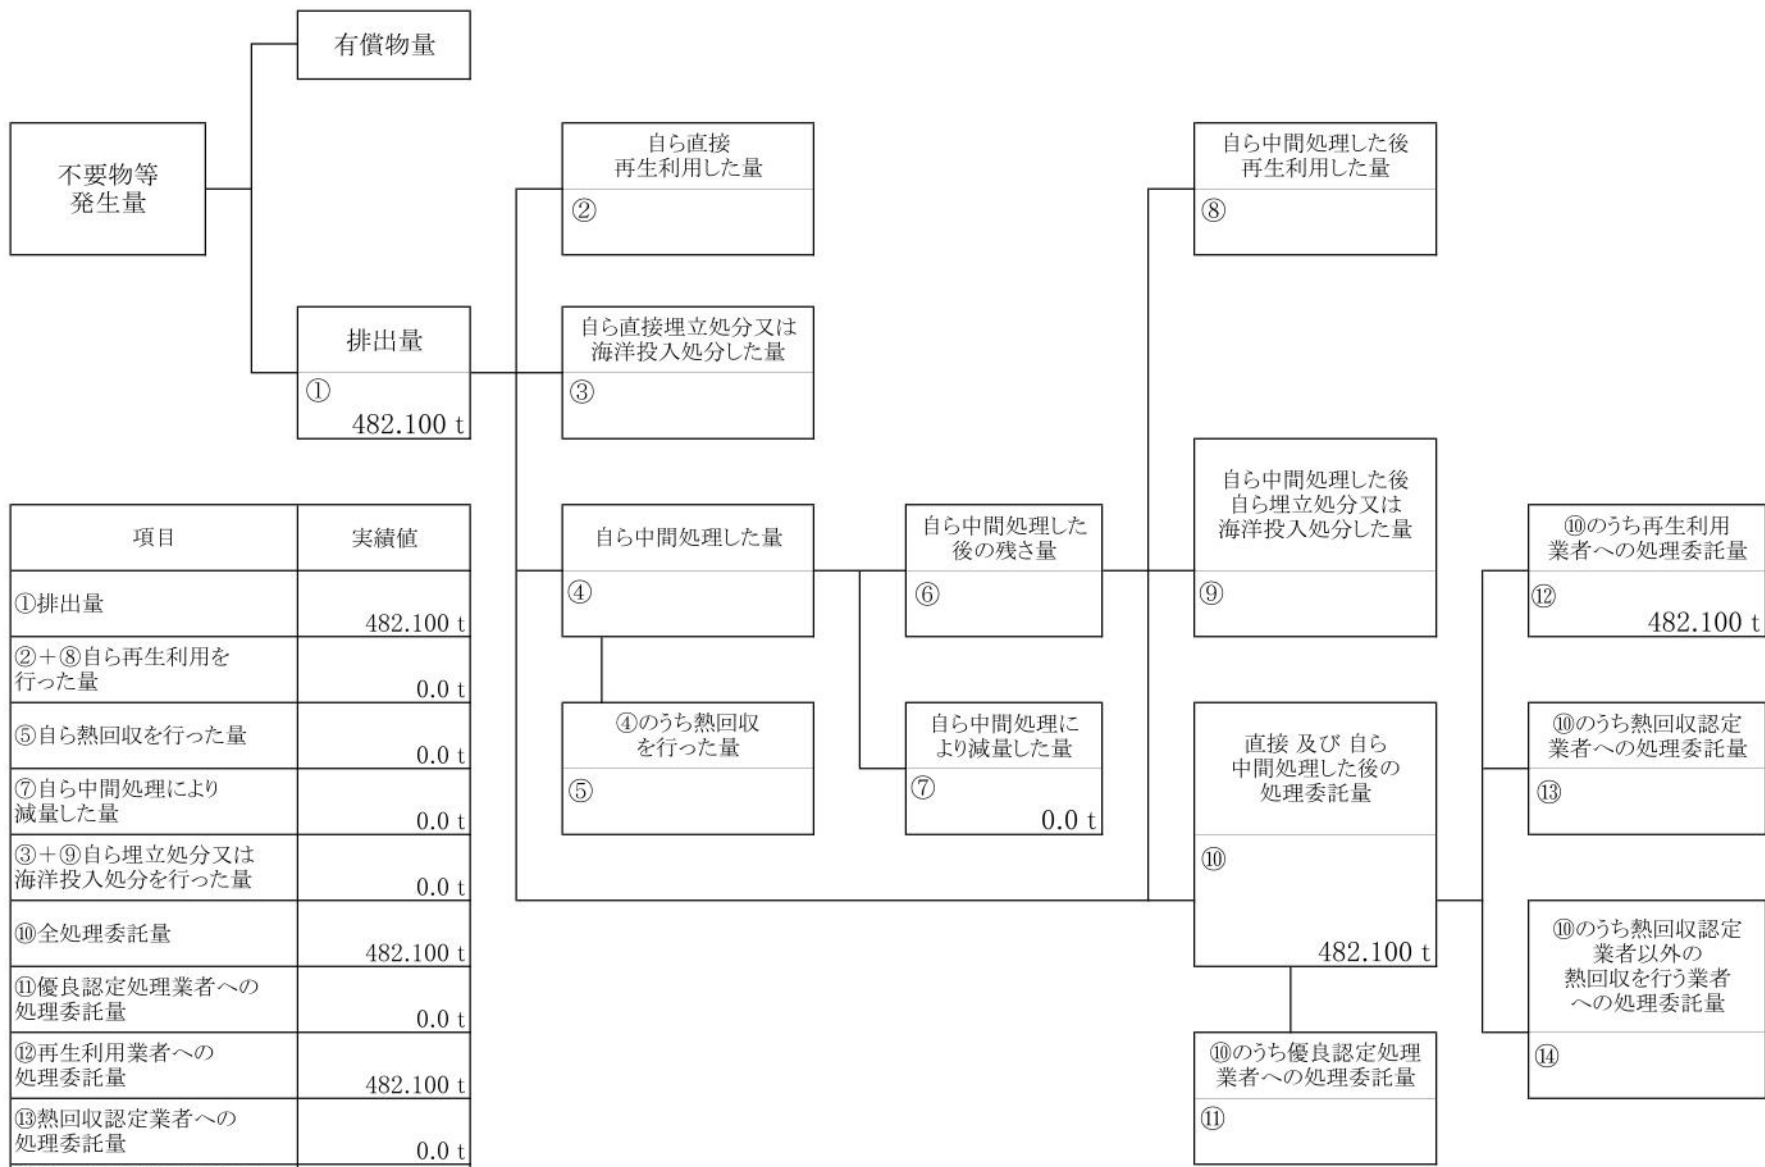 有償物量
不要物等
発生量
自ら直接
再生利用した量
②
自ら中間処理した後
再生利用した量
⑧
排出量
①
482.100 t
自ら直接埋立処分又は
海洋投入処分した量
③
自ら中間処理した量
④
自ら中間処理した
後の残さ量
⑥
自ら中間処理した後
自ら埋立処分又は
海洋投入処分した量
⑨
⑩のうち再生利用
業者への処理委託量
⑫
482.100 t
④のうち熱回収
を行った量
⑤
自ら中間処理に
より減量した量
⑦
0.0 t
直接 及び 自ら
中間処理した後の
処理委託量
⑩
482.100 t
⑩のうち熱回収認定
業者への処理委託量
⑬
⑩のうち熱回収認定
業者以外の
熱回収を行う業者
への処理委託量
⑭
⑩のうち優良認定処理
業者への処理委託量
⑪
項目 実績値
①排出量
482.100 t
②＋⑧自ら再生利用を
行った量
0.0 t
⑤自ら熱回収を行った量
0.0 t
⑦自ら中間処理により
減量した量
0.0 t
③＋⑨自ら埋立処分又は
海洋投入処分を行った量
0.0 t
⑩全処理委託量
482.100 t
⑪優良認定処理業者への
処理委託量
0.0 t
⑫再生利用業者への
処理委託量
482.100 t
⑬熱回収認定業者への
処理委託量
0.0 t